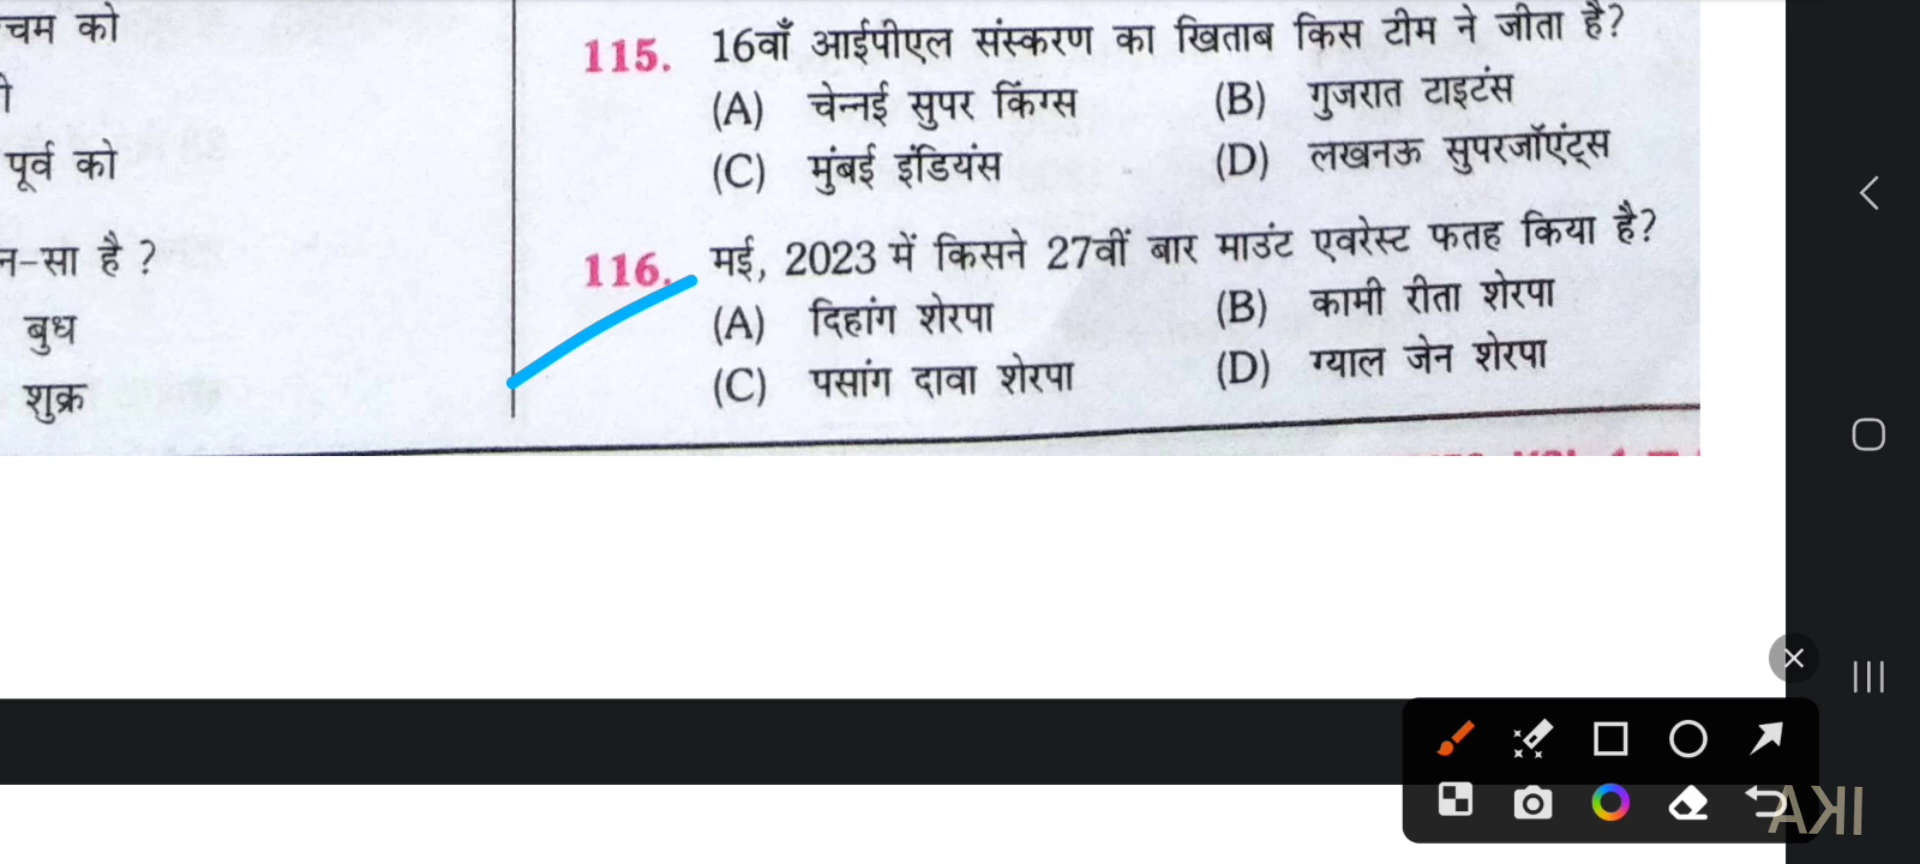 चम को
पूर्व को
न-सा है ?
बुध
शुक्र
115. 16वाँ आईपीएल संस्करण का खिताब किस टीम ने जीता है?
(A) चेन्नई सुपर किंग्स (B) गुजरात टाइटंस
(C) मुंबई इंडियंस (D) लखनऊ सुपरजॉएंट्स
116. मई, 2023 में किसने 27वीं बार माउंट एवरेस्ट फतह किया है?
(A) दिहांग शेरपा (B) कामी रीता शेरपा
(C) पसांग दावा शेरपा (D) ग्याल जेन शेरपा